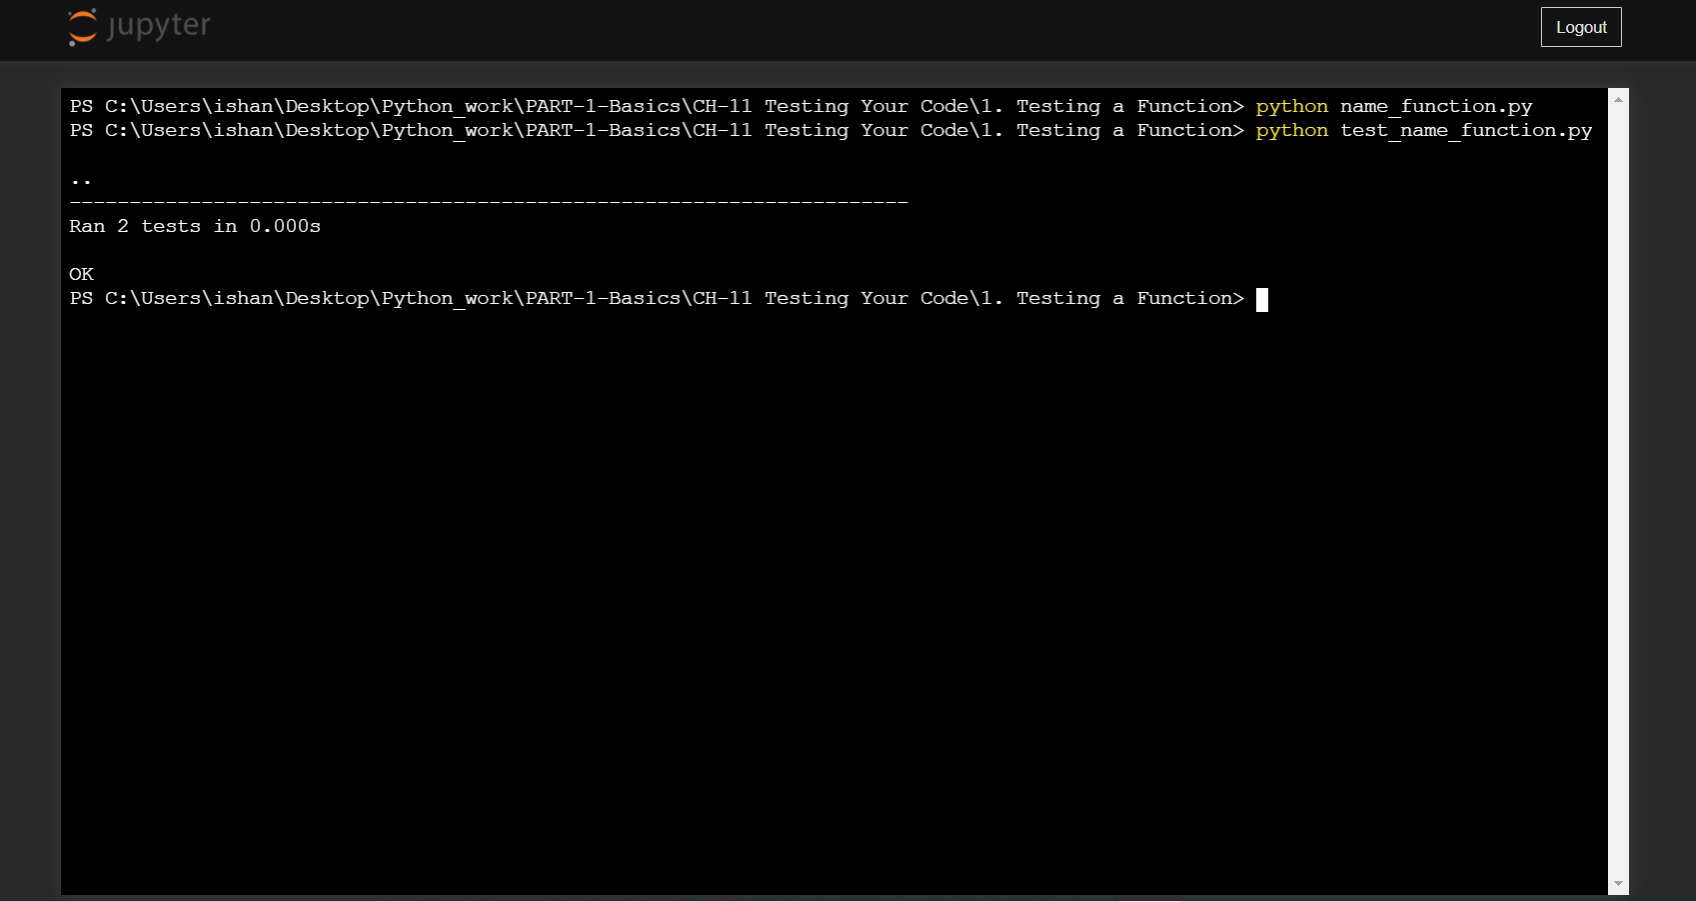 jupyter
Logout
PS C:\Users\ishan\Desktop\Python_work\PART-1-Basics\CH-11 Testing Your Code\1. Testing a Function> python name_function.py
PS C:\Users\ishan\Desktop\Python_work\PART-1-Basics\CH-11 Testing Your Code\1. Testing a Function> python test_name_function.py
..
----------------------------------------------------------------------
Ran 2 tests in 0.000s
OK
PS C:\Users\ishan\Desktop\Python_work\PART-1-Basics\CH-11 Testing Your Code\1. Testing a Function>